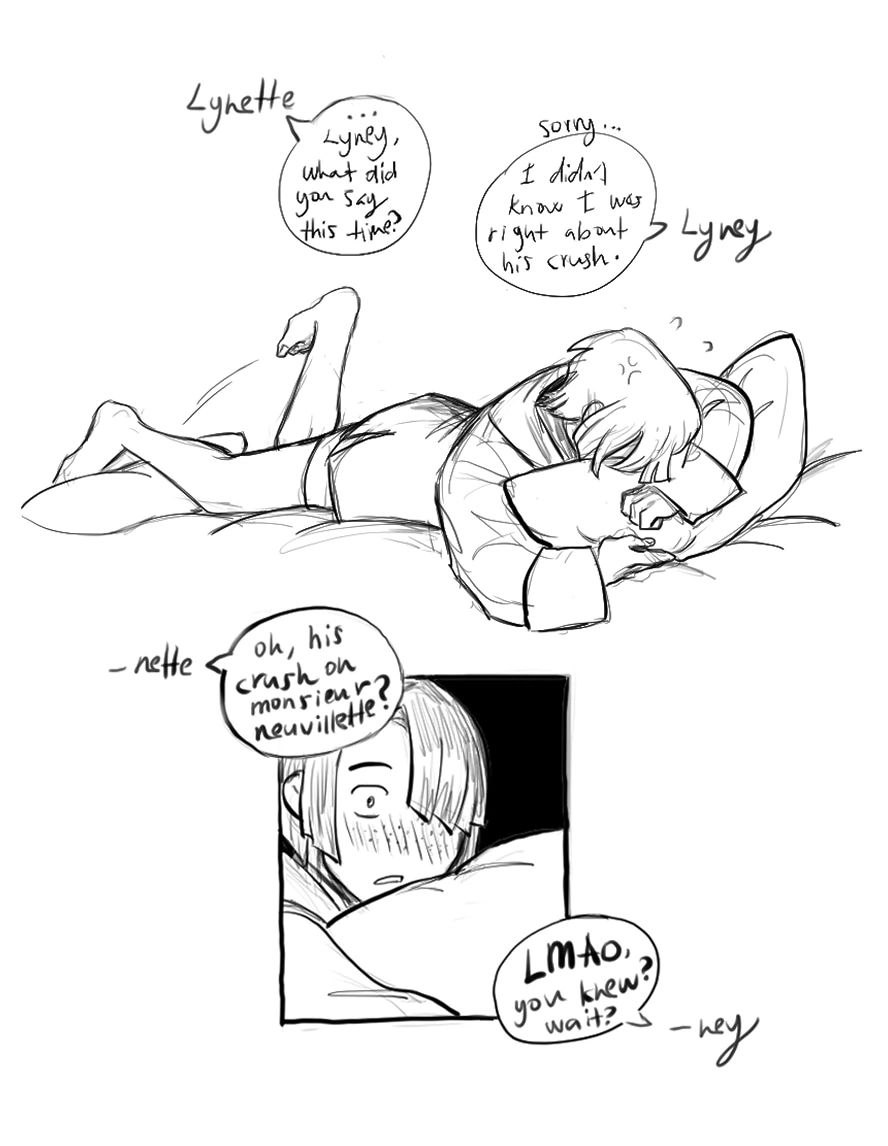 Lynette
...
Lyney,
what did
you say
this time?
sorry...
I didn't
know I was
right about
his crush.
Lyney
- nette
oh, his
crush on
monsieur
neuvillette?
LMAO,
you knew?
wait?
- ney